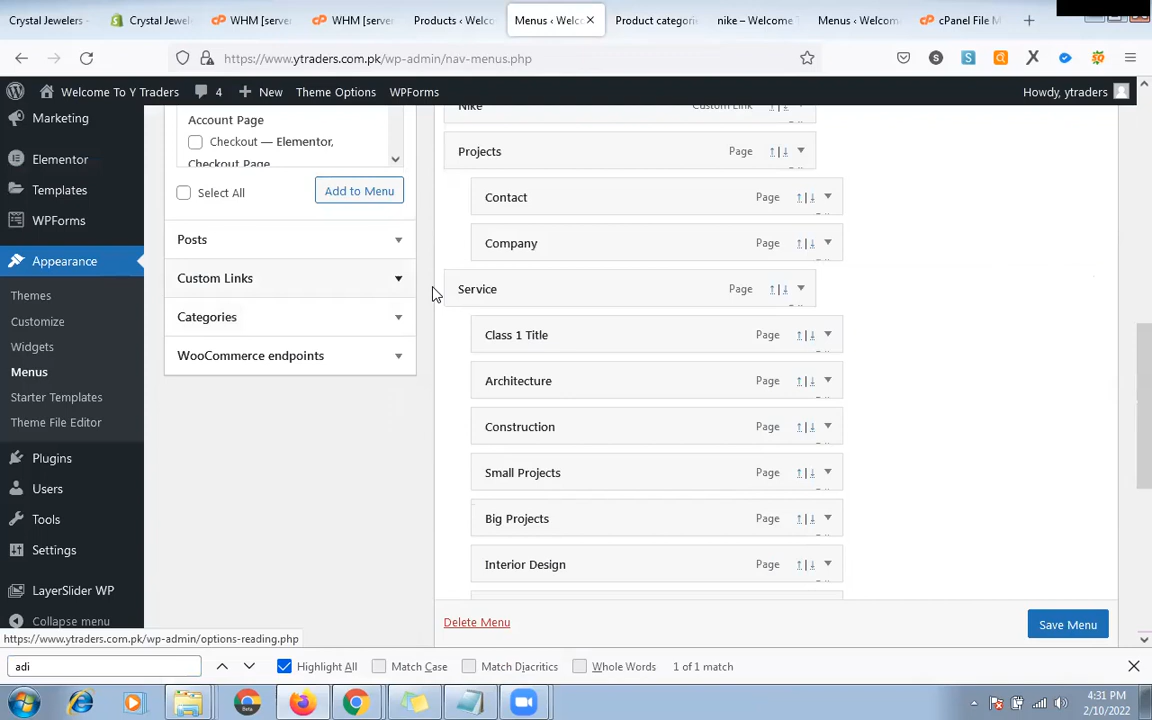 Crystal Jewelers
Crystal Jewele
WHM [server
WHM [server
Products ‹ Welco
Menus ‹ Welc
Product categori
nike – Welcome T
Menus ‹ Welcom
cPanel File M
https://www.ytraders.com.pk/wp-admin/nav-menus.php
Welcome To Y Traders
4
New
Theme Options
WPForms
Howdy, ytraders
Marketing
Elementor
Templates
WPForms
Appearance
Themes
Customize
Widgets
Menus
Starter Templates
Theme File Editor
Plugins
Users
Tools
Settings
LayerSlider WP
Collapse menu
Account Page
Checkout — Elementor,
Checkout Page
Select All
Add to Menu
Posts
Custom Links
Categories
WooCommerce endpoints
Nike Custom Link
Projects Page
Contact Page
Company Page
Service Page
Class 1 Title Page
Architecture Page
Construction Page
Small Projects Page
Big Projects Page
Interior Design Page
Delete Menu
Save Menu
https://www.ytraders.com.pk/wp-admin/options-reading.php
adi
Highlight All
Match Case
Match Diacritics
Whole Words
1 of 1 match
4:31 PM
2/10/2022